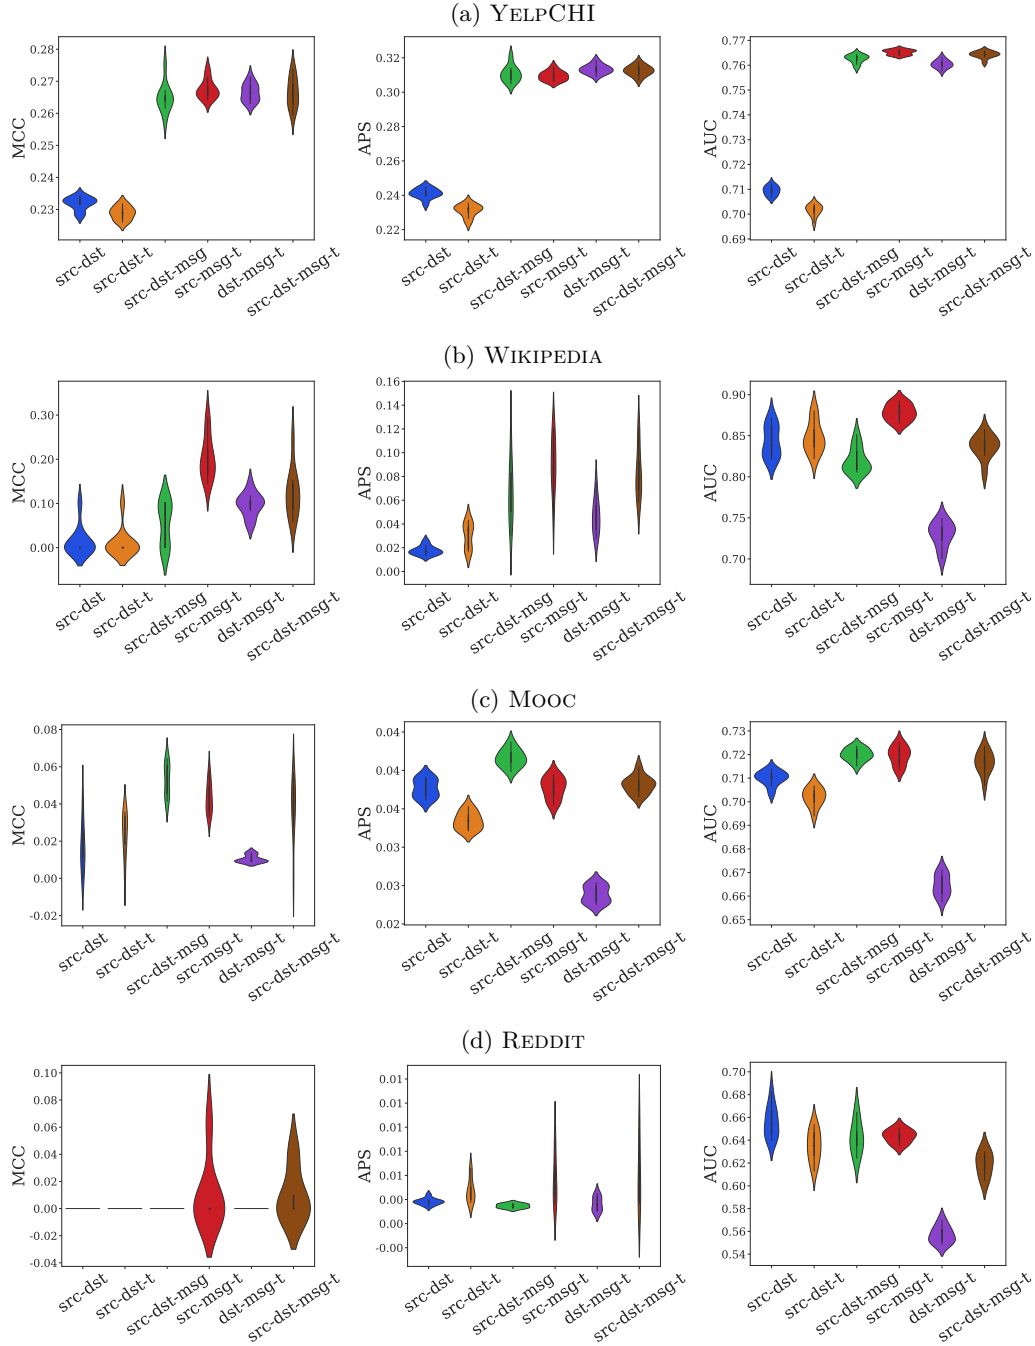 (a) YELPCHI
MCC
0.28
0.27
0.26
0.25
0.24
0.23
src-dst
src-dst-t
src-dst-msg
src-msg-t
dst-msg-t
src-dst-msg-t
APS
0.32
0.30
0.28
0.26
0.24
0.22
src-dst
src-dst-t
src-dst-msg
src-msg-t
dst-msg-t
src-dst-msg-t
AUC
0.77
0.76
0.75
0.74
0.73
0.72
0.71
0.70
0.69
src-dst
src-dst-t
src-dst-msg
src-msg-t
dst-msg-t
src-dst-msg-t
(b) WIKIPEDIA
MCC
0.30
0.20
0.10
0.00
src-dst
src-dst-t
src-dst-msg
src-msg-t
dst-msg-t
src-dst-msg-t
APS
0.16
0.14
0.12
0.10
0.08
0.06
0.04
0.02
0.00
src-dst
src-dst-t
src-dst-msg
src-msg-t
dst-msg-t
src-dst-msg-t
AUC
0.90
0.85
0.80
0.75
0.70
src-dst
src-dst-t
src-dst-msg
src-msg-t
dst-msg-t
src-dst-msg-t
(c) MOOC
MCC
0.08
0.06
0.04
0.02
0.00
-0.02
src-dst
src-dst-t
src-dst-msg
src-msg-t
dst-msg-t
src-dst-msg-t
APS
0.04
0.04
0.04
0.03
0.03
0.02
src-dst
src-dst-t
src-dst-msg
src-msg-t
dst-msg-t
src-dst-msg-t
AUC
0.73
0.72
0.71
0.70
0.69
0.68
0.67
0.66
0.65
src-dst
src-dst-t
src-dst-msg
src-msg-t
dst-msg-t
src-dst-msg-t
(d) REDDIT
MCC
0.10
0.08
0.06
0.04
0.02
0.00
-0.02
-0.04
src-dst
src-dst-t
src-dst-msg
src-msg-t
dst-msg-t
src-dst-msg-t
APS
0.01
0.01
0.01
0.01
0.01
0.00
0.00
-0.00
src-dst
src-dst-t
src-dst-msg
src-msg-t
dst-msg-t
src-dst-msg-t
AUC
0.70
0.68
0.66
0.64
0.62
0.60
0.58
0.56
0.54
src-dst
src-dst-t
src-dst-msg
src-msg-t
dst-msg-t
src-dst-msg-t